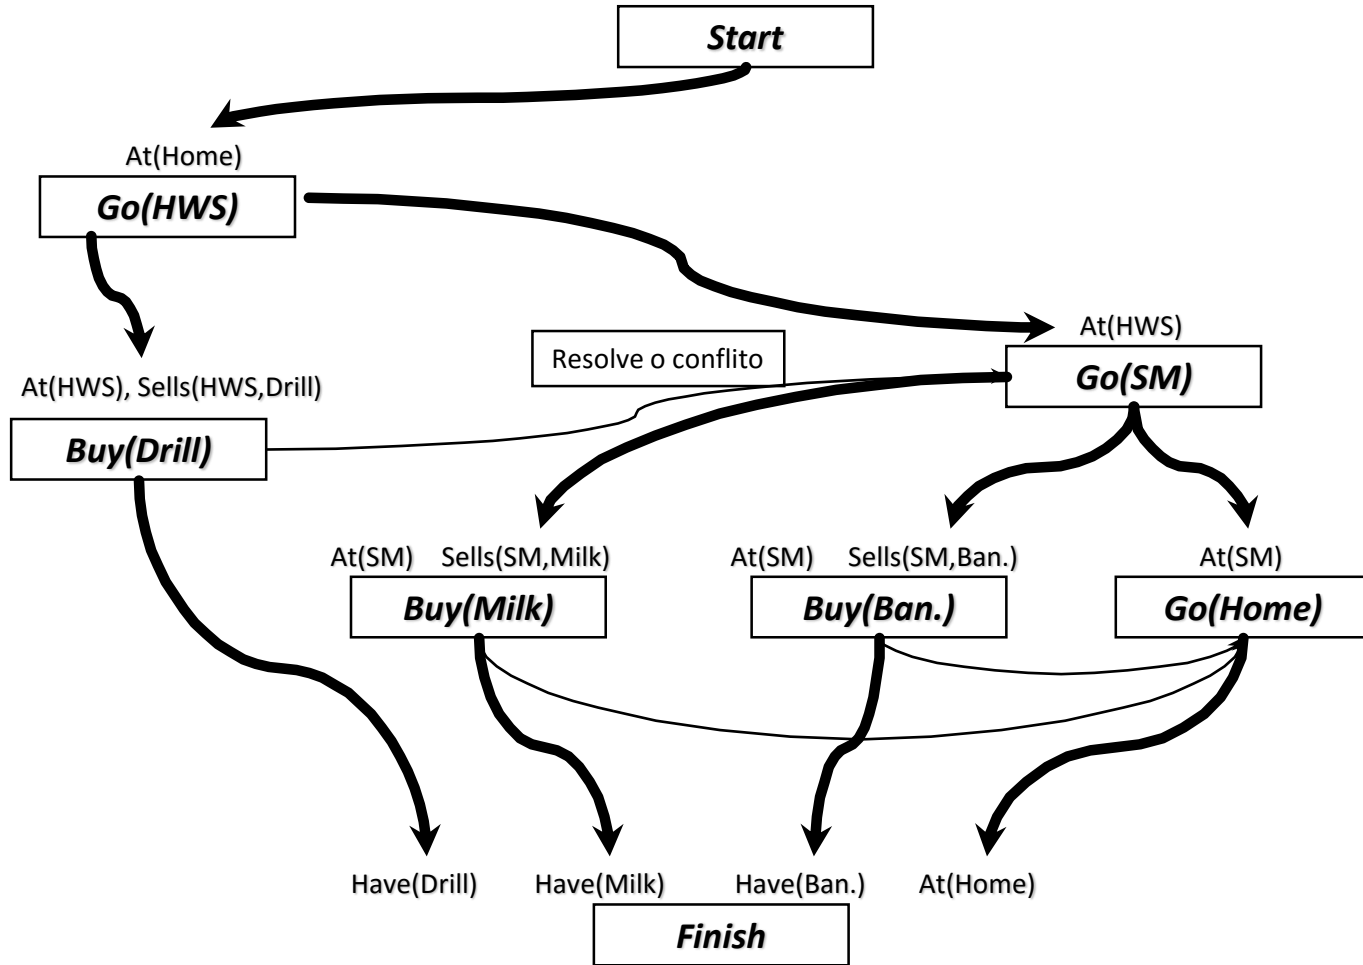 Start
At(Home)
Go(HWS)
At(HWS)
Go(SM)
Resolve o conflito
At(HWS), Sells(HWS,Drill)
Buy(Drill)
At(SM) Sells(SM,Milk)
Buy(Milk)
At(SM) Sells(SM,Ban.)
Buy(Ban.)
At(SM)
Go(Home)
Have(Drill) Have(Milk) Have(Ban.) At(Home)
Finish